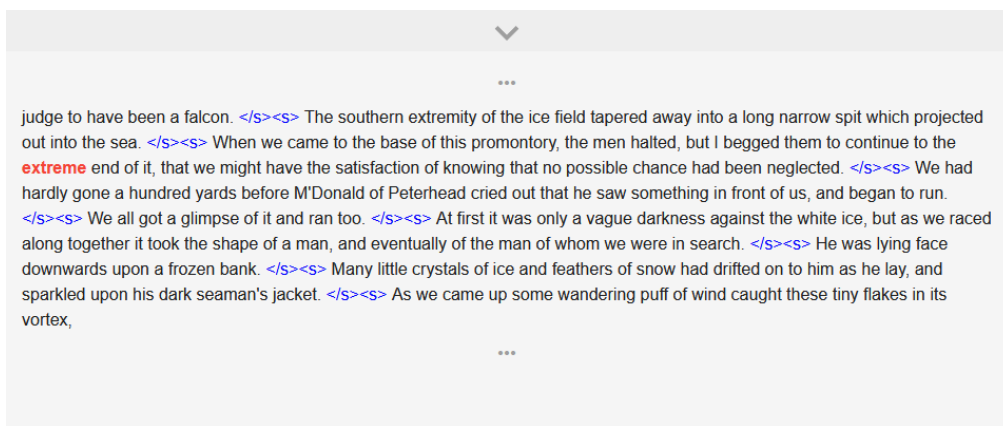 ...
judge to have been a falcon. </s><s> The southern extremity of the ice field tapered away into a long narrow spit which projected
out into the sea. </s><s> When we came to the base of this promontory, the men halted, but I begged them to continue to the
extreme end of it, that we might have the satisfaction of knowing that no possible chance had been neglected. </s><s> We had
hardly gone a hundred yards before M'Donald of Peterhead cried out that he saw something in front of us, and began to run.
</s><s> We all got a glimpse of it and ran too. </s><s> At first it was only a vague darkness against the white ice, but as we raced
along together it took the shape of a man, and eventually of the man of whom we were in search. </s><s> He was lying face
downwards upon a frozen bank. </s><s> Many little crystals of ice and feathers of snow had drifted on to him as he lay, and
sparkled upon his dark seaman's jacket. </s><s> As we came up some wandering puff of wind caught these tiny flakes in its
vortex,
...